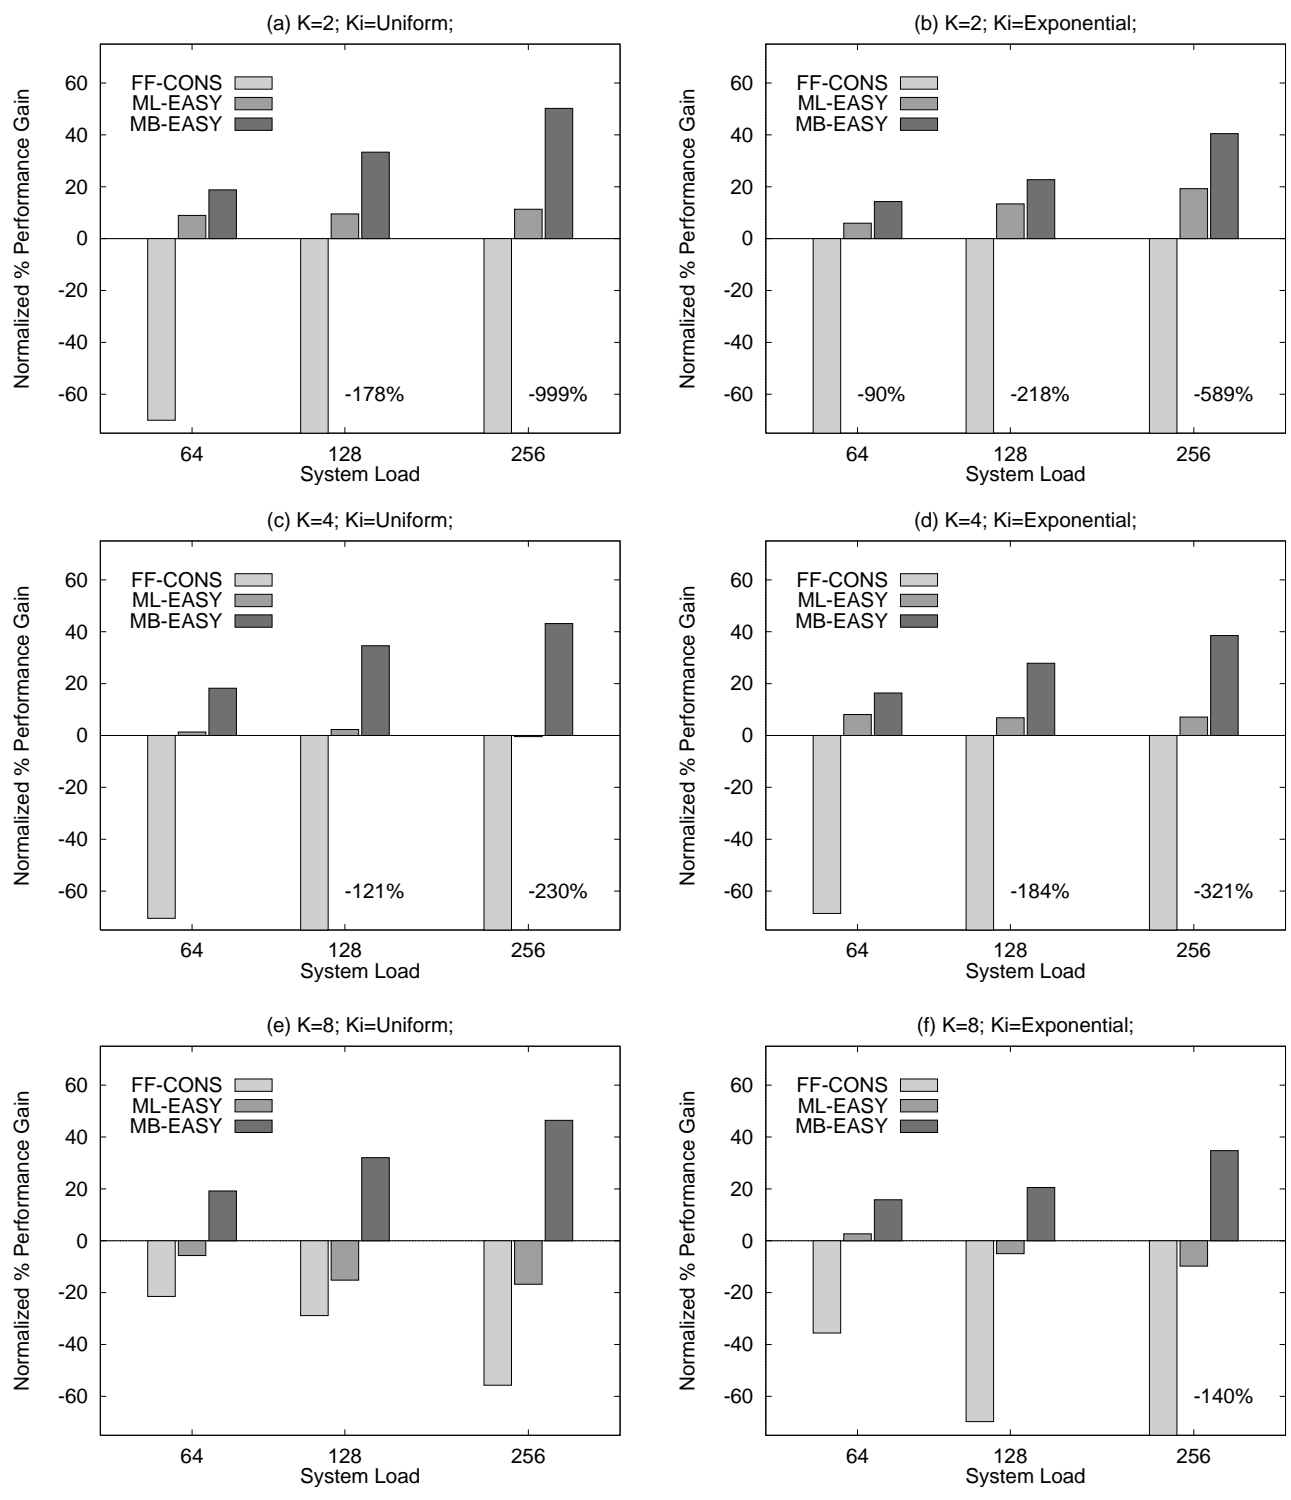 (a) K=2; Ki=Uniform;
Normalized % Performance Gain
60
40
20
0
-20
-40
-60
FF-CONS
ML-EASY
MB-EASY
-178%
-999%
64
128
256
System Load
(b) K=2; Ki=Exponential;
Normalized % Performance Gain
60
40
20
0
-20
-40
-60
FF-CONS
ML-EASY
MB-EASY
-90%
-218%
-589%
64
128
256
System Load
(c) K=4; Ki=Uniform;
Normalized % Performance Gain
60
40
20
0
-20
-40
-60
FF-CONS
ML-EASY
MB-EASY
-121%
-230%
64
128
256
System Load
(d) K=4; Ki=Exponential;
Normalized % Performance Gain
60
40
20
0
-20
-40
-60
FF-CONS
ML-EASY
MB-EASY
-184%
-321%
64
128
256
System Load
(e) K=8; Ki=Uniform;
Normalized % Performance Gain
60
40
20
0
-20
-40
-60
FF-CONS
ML-EASY
MB-EASY
64
128
256
System Load
(f) K=8; Ki=Exponential;
Normalized % Performance Gain
60
40
20
0
-20
-40
-60
FF-CONS
ML-EASY
MB-EASY
-140%
64
128
256
System Load